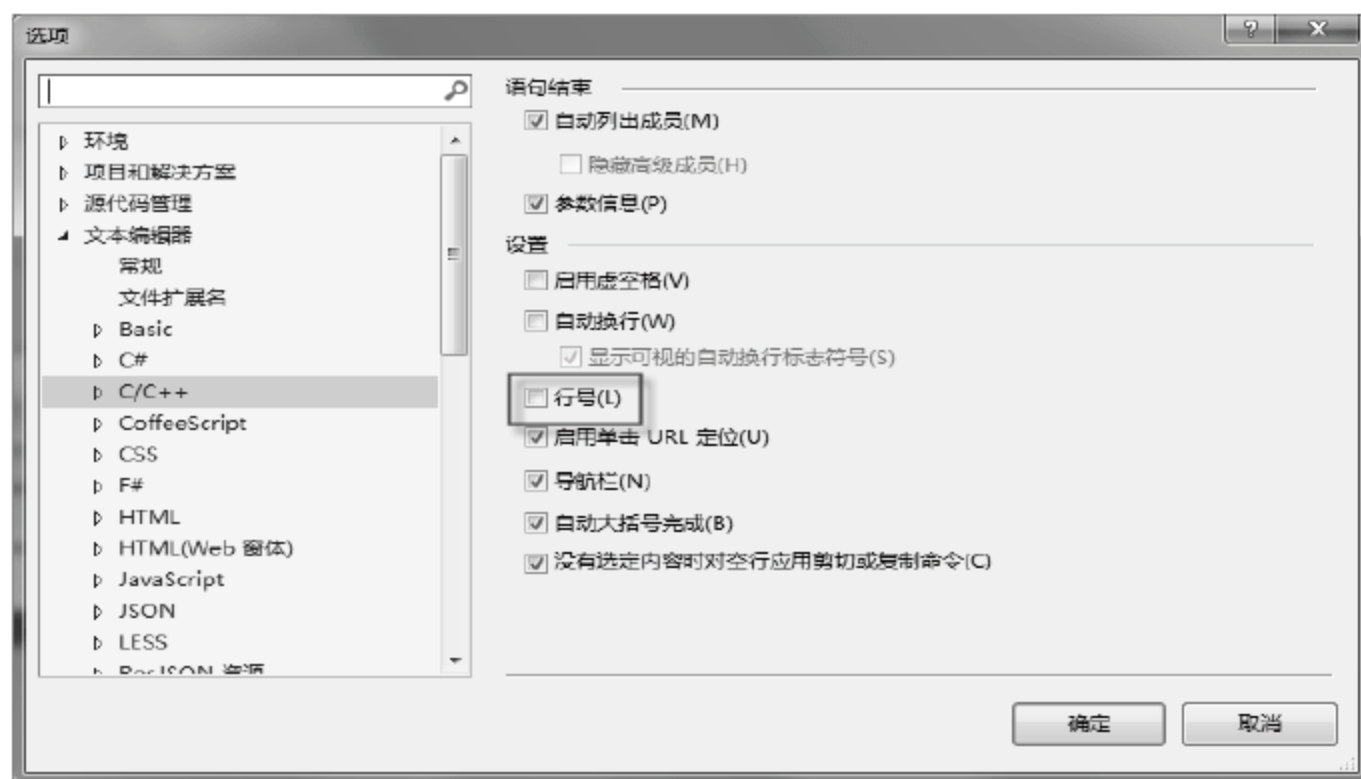 选项
环境
项目和解决方案
源代码管理
文本编辑器
常规
文件扩展名
Basic
C#
C/C++
CoffeeScript
CSS
F#
HTML
HTML(Web 窗体)
JavaScript
JSON
LESS
资源
语句结束
自动列出成员(M)
隐藏高级成员(H)
参数信息(P)
设置
启用虚空格(V)
自动换行(W)
显示可视的自动换行标志符号(S)
行号(L)
启用单击 URL 定位(U)
导航栏(N)
自动大括号完成(B)
没有选定内容时对空行应用剪切或复制命令(C)
确定
取消